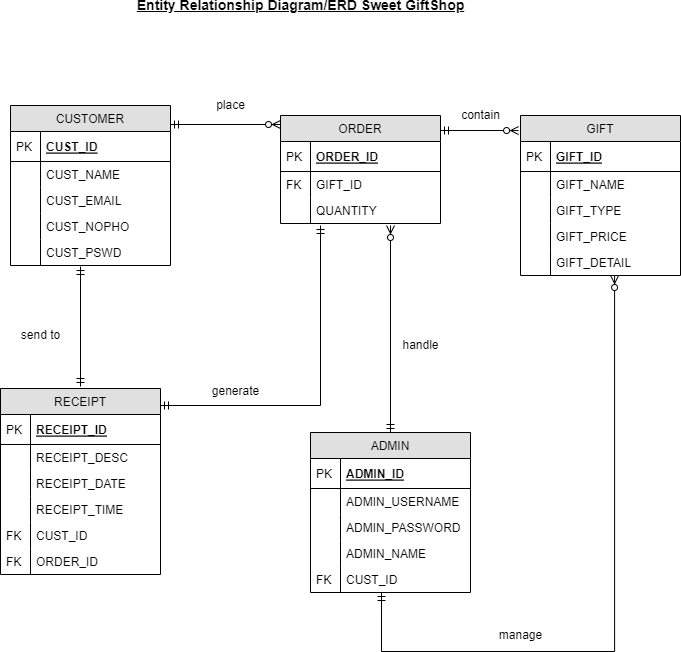 Entity Relationship Diagram/ERD Sweet GiftShop
place
contain
CUSTOMER
PK CUST_ID
CUST_NAME
CUST_EMAIL
CUST_NOPHO
CUST_PSWD
ORDER
PK ORDER_ID
FK GIFT_ID
QUANTITY
GIFT
PK GIFT_ID
GIFT_NAME
GIFT_TYPE
GIFT_PRICE
GIFT_DETAIL
send to
handle
generate
RECEIPT
PK RECEIPT_ID
RECEIPT_DESC
RECEIPT_DATE
RECEIPT_TIME
FK CUST_ID
FK ORDER_ID
ADMIN
PK ADMIN_ID
ADMIN_USERNAME
ADMIN_PASSWORD
ADMIN_NAME
FK CUST_ID
manage